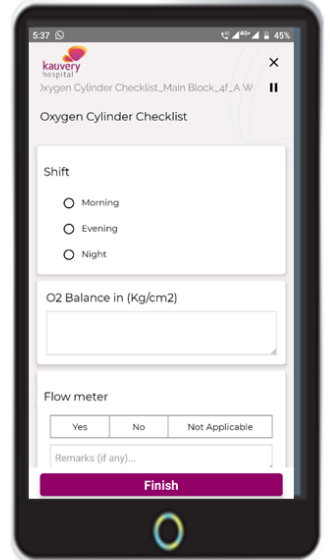 5:37
4G+
45%
kauvery
hospital
Oxygen Cylinder Checklist_Main Block_4f_A W
Oxygen Cylinder Checklist
Shift
Morning
Evening
Night
O2 Balance in (Kg/cm2)
Flow meter
Yes No Not Applicable
Remarks (if any)...
Finish